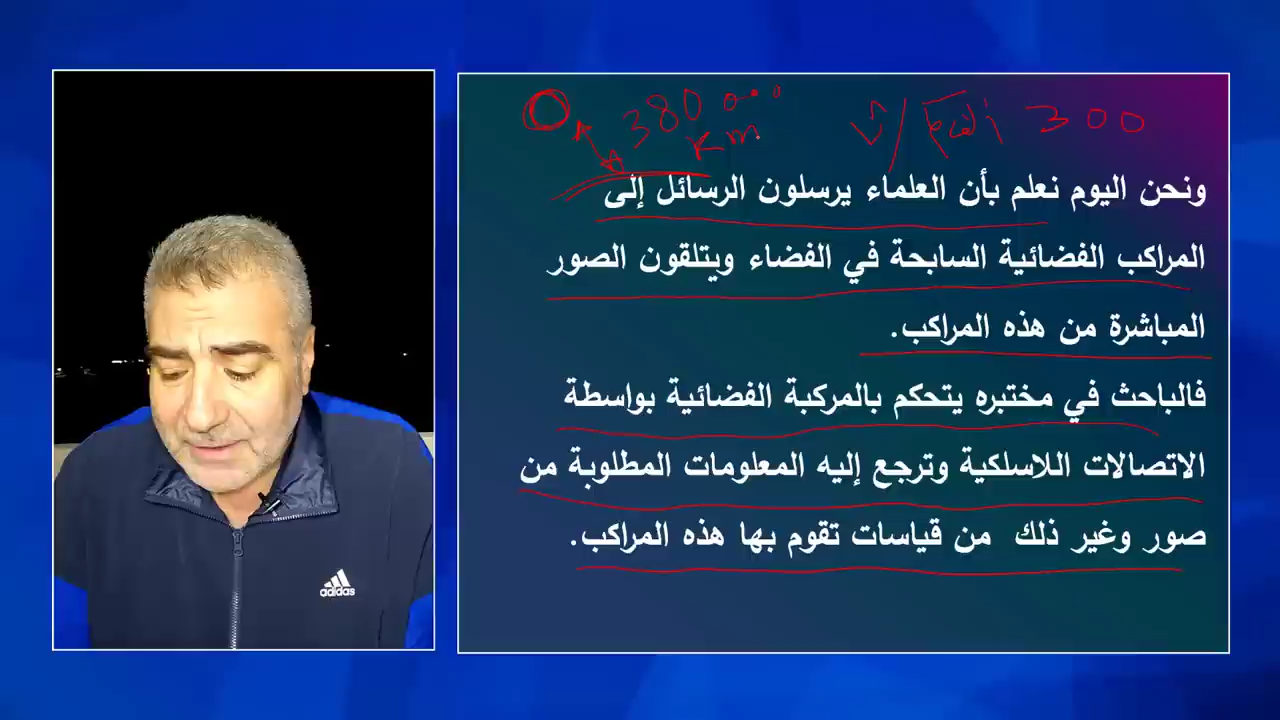 380 000
Km
300
ونحن اليوم نعلم بأن العلماء يرسلون الرسائل إلى
المراكب الفضائية السابحة في الفضاء ويتلقون الصور
المباشرة من هذه المراكب.
فالباحث في مختبره يتحكم بالمركبة الفضائية بواسطة
الاتصالات اللاسلكية وترجع إليه المعلومات المطلوبة من
صور وغير ذلك من قياسات تقوم بها هذه المراكب.
adidas